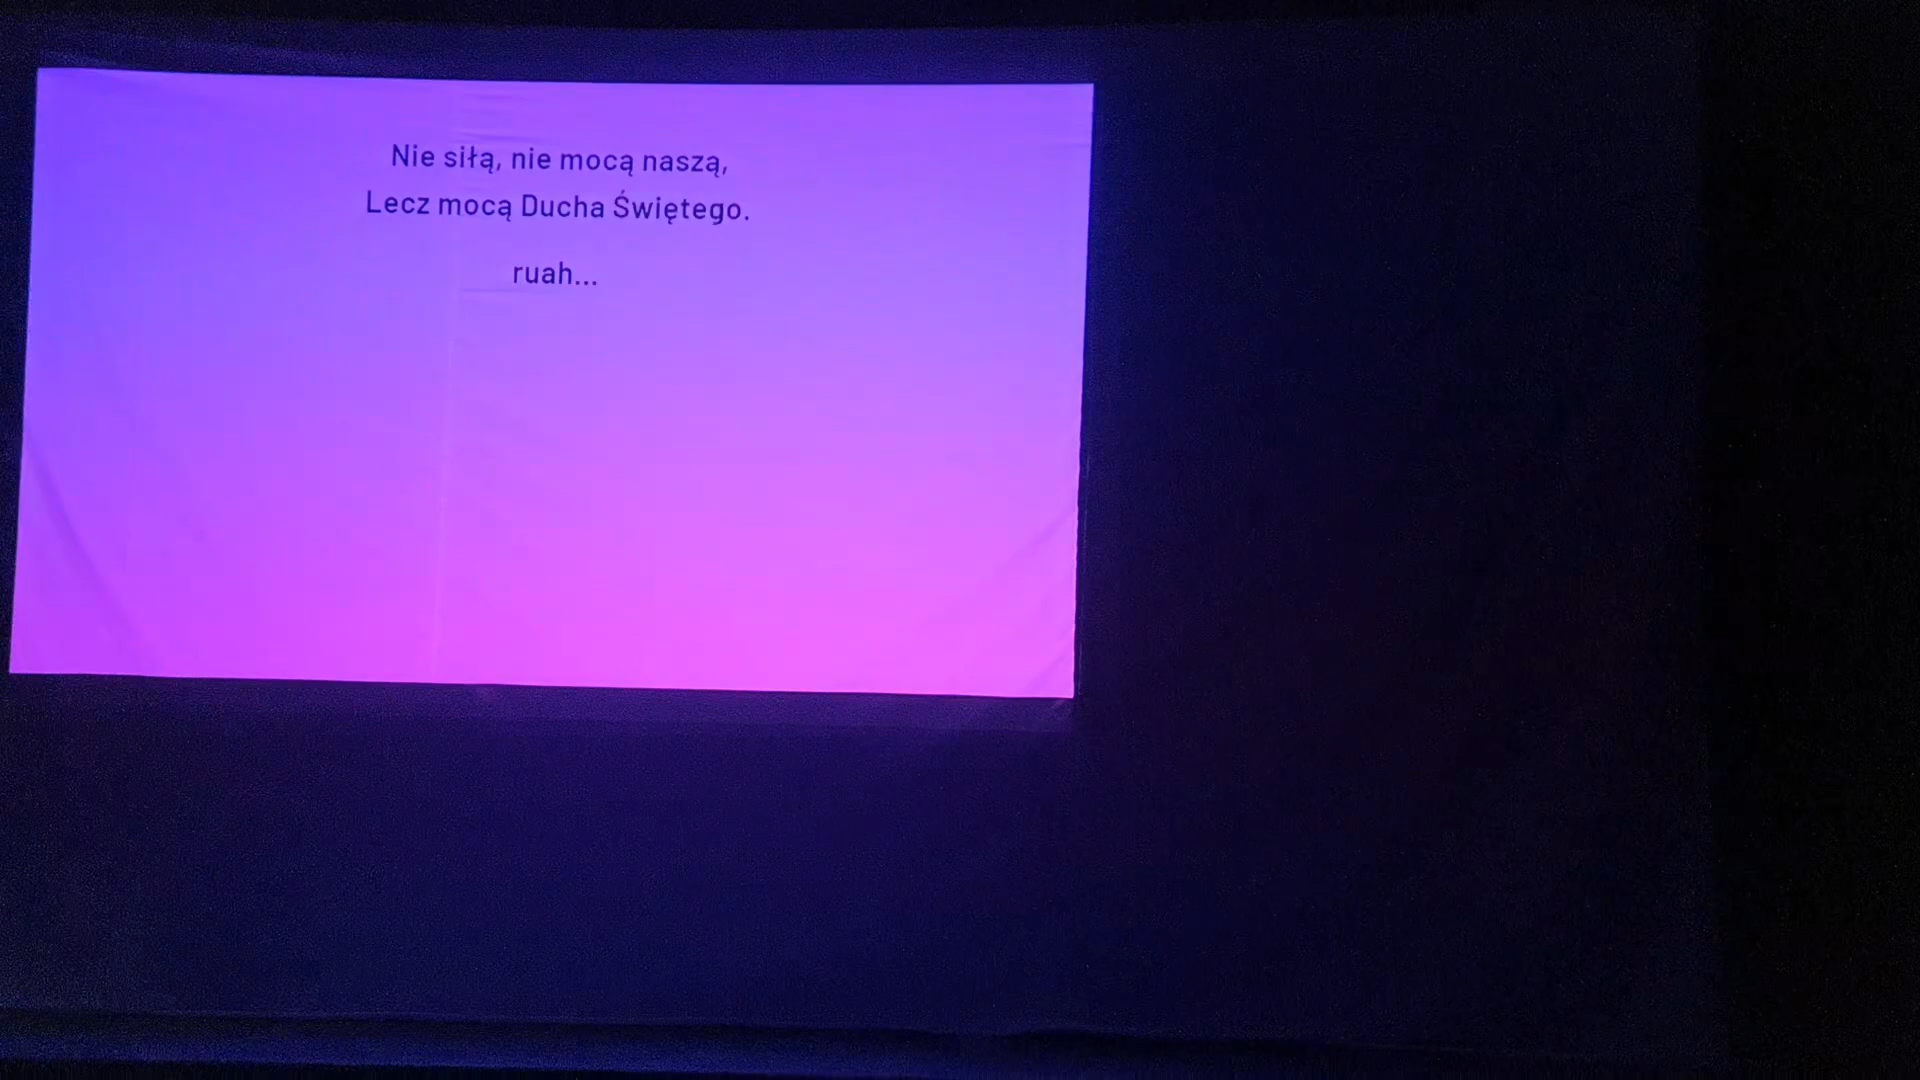 Nie siłą, nie mocą naszą,
Lecz mocą Ducha Świętego.
ruah...